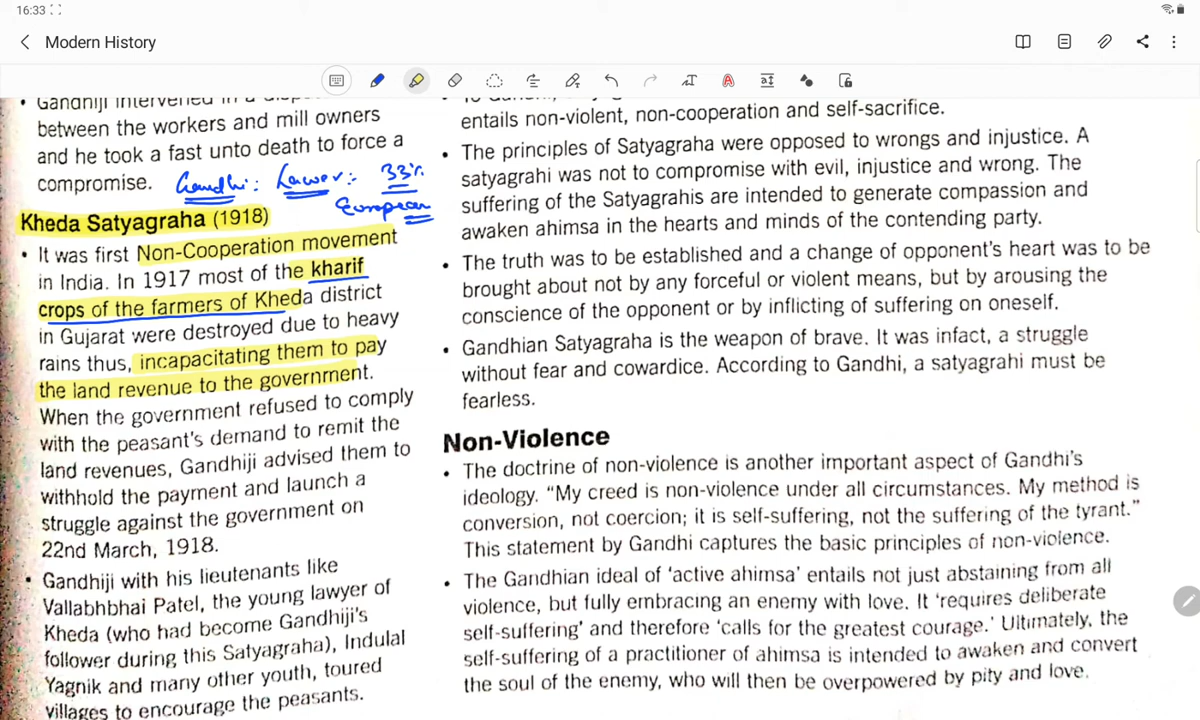 16:33
Modern History
Gandhiji intervened in a
between the workers and mill owners
and he took a fast unto death to force a
compromise. Gandhi: Lawer: 33%
European
Kheda Satyagraha (1918)
• It was first Non-Cooperation movement
in India. In 1917 most of the kharif
crops of the farmers of Kheda district
in Gujarat were destroyed due to heavy
rains thus, incapacitating them to pay
the land revenue to the government.
When the government refused to comply
with the peasant's demand to remit the
land revenues, Gandhiji advised them to
withhold the payment and launch a
struggle against the government on
22nd March, 1918.
• Gandhiji with his lieutenants like
Vallabhbhai Patel, the young lawyer of
Kheda (who had become Gandhiji's
follower during this Satyagraha), Indulal
Yagnik and many other youth, toured
villages to encourage the peasants.
entails non-violent, non-cooperation and self-sacrifice.
• The principles of Satyagraha were opposed to wrongs and injustice. A
satyagrahi was not to compromise with evil, injustice and wrong. The
suffering of the Satyagrahis are intended to generate compassion and
awaken ahimsa in the hearts and minds of the contending party.
• The truth was to be established and a change of opponent's heart was to be
brought about not by any forceful or violent means, but by arousing the
conscience of the opponent or by inflicting of suffering on oneself.
• Gandhian Satyagraha is the weapon of brave. It was infact, a struggle
without fear and cowardice. According to Gandhi, a satyagrahi must be
fearless.
Non-Violence
• The doctrine of non-violence is another important aspect of Gandhi's
ideology. "My creed is non-violence under all circumstances. My method is
conversion, not coercion; it is self-suffering, not the suffering of the tyrant."
This statement by Gandhi captures the basic principles of non-violence.
• The Gandhian ideal of 'active ahimsa' entails not just abstaining from all
violence, but fully embracing an enemy with love. It 'requires deliberate
self-suffering' and therefore 'calls for the greatest courage.' Ultimately, the
self-suffering of a practitioner of ahimsa is intended to awaken and convert
the soul of the enemy, who will then be overpowered by pity and love.